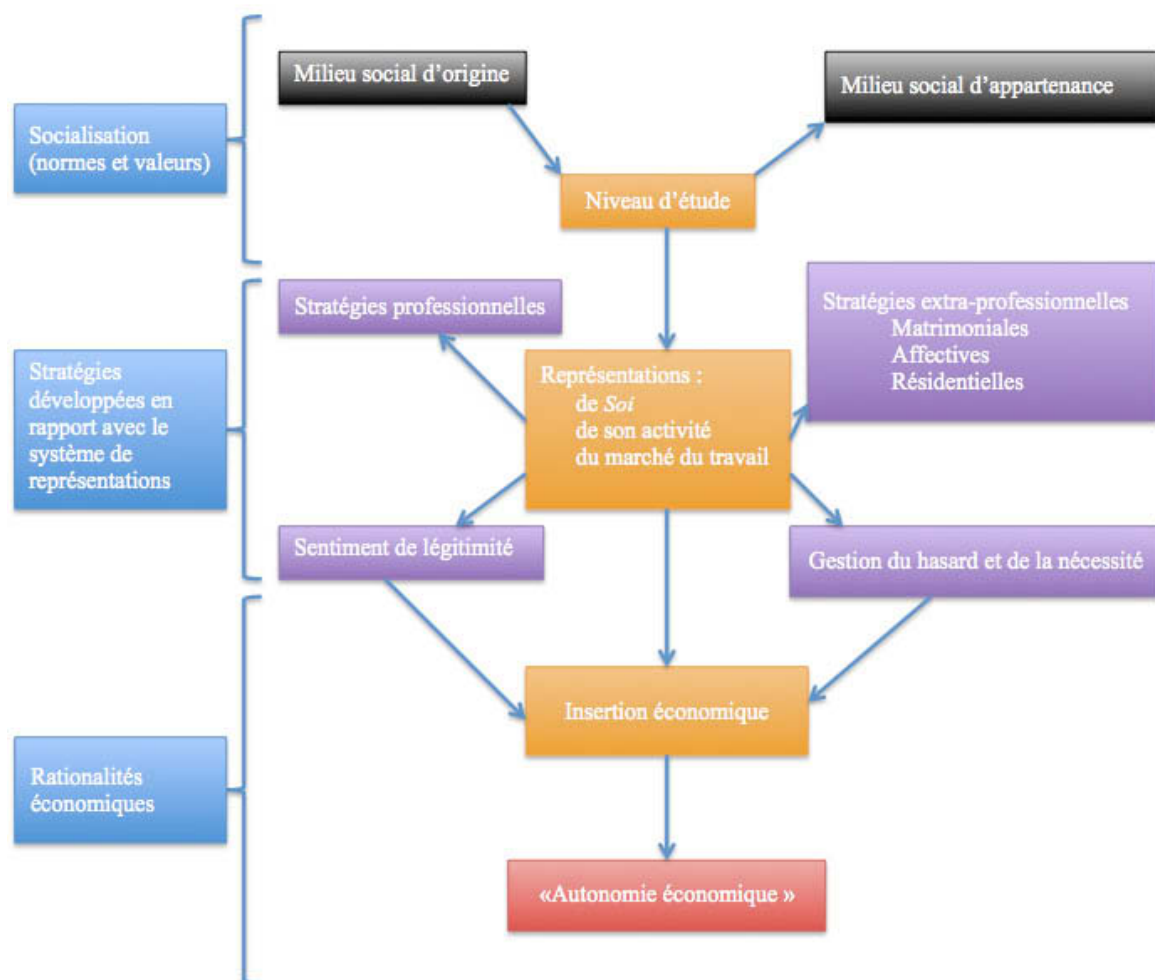 Milieu social d'origine
Milieu social d'appartenance
Socialisation
(normes et valeurs)
Niveau d'étude
Stratégies professionnelles
Stratégies extra-professionnelles
Matrimoniales
Affectives
Résidentielles
Stratégies
développées en
rapport avec le
système de
représentations
Représentations :
de Soi
de son activité
du marché du travail
Sentiment de légitimité
Gestion du hasard et de la nécessité
Insertion économique
Rationalités
économiques
«Autonomie économique »